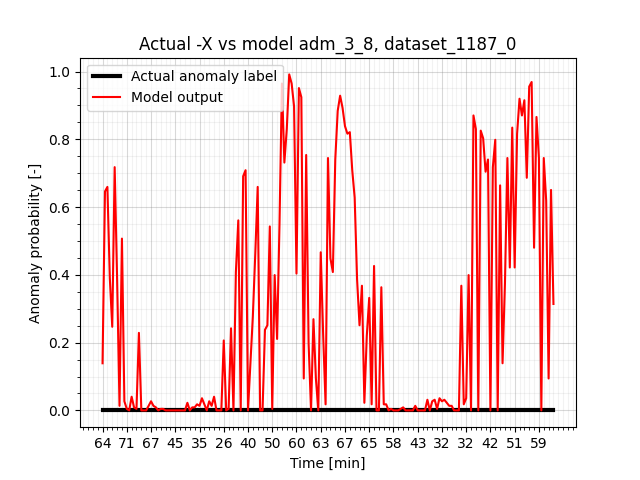 Actual -X vs model adm_3_8, dataset_1187_0
Actual anomaly label
Model output
Anomaly probability [-]
1.0
0.8
0.6
0.4
0.2
0.0
64 71 67 45 35 26 40 50 60 63 67 65 58 43 32 32 42 51 59
Time [min]